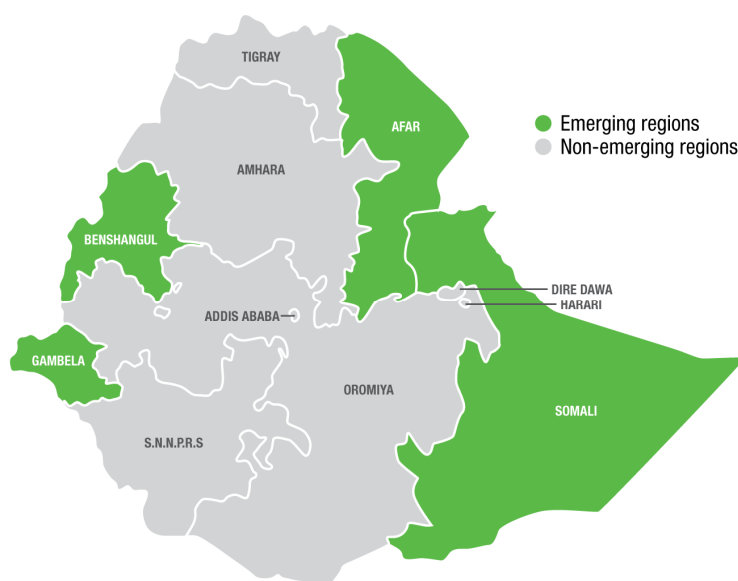 TIGRAY
AFAR
Emerging regions
Non-emerging regions
AMHARA
BENSHANGUL
DIRE DAWA
HARARI
ADDIS ABABA
GAMBELA
OROMIYA
SOMALI
S.N.N.P.R.S